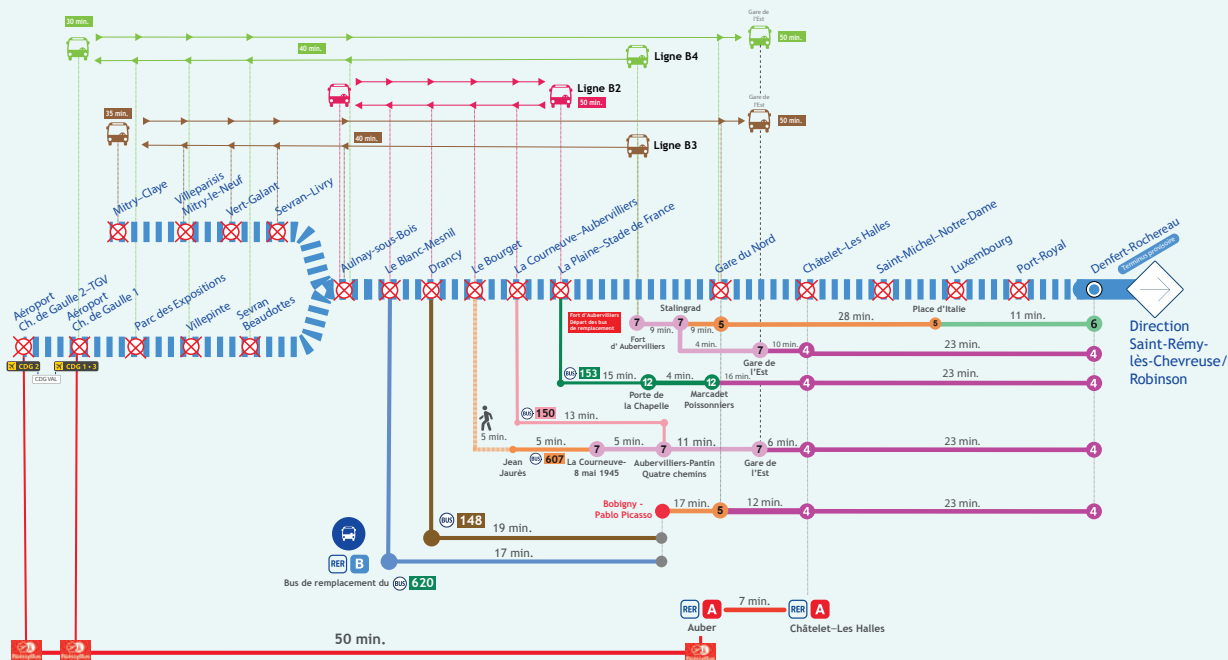 30 min.
Gare de
l'Est
50 min.
40 min.
Ligne B4
Ligne B2
50 min.
Gare de
l'Est
35 min.
50 min.
40 min.
Ligne B3
Mitry–Claye
Villeparisis
Mitry-le-Neuf
Vert-Galant
Sevran–Livry
Aulnay-sous-Bois
Le Blanc-Mesnil
Drancy
Le Bourget
La Courneuve–Aubervilliers
La Plaine–Stade de France
Gare du Nord
Châtelet–Les Halles
Saint-Michel–Notre-Dame
Luxembourg
Port-Royal
Denfert-Rochereau
Terminus provisoire
Aéroport
Ch. de Gaulle 2–TGV
Aéroport
Ch. de Gaulle 1
Parc des Expositions
Villepinte
Sevran
Beaudottes
CDG 2
CDG 1 • 3
CDG VAL
Direction
Saint-Rémy-
lès-Chevreuse/
Robinson
Fort d'Aubervilliers
Départ des bus
de remplacement
Stalingrad
Place d'Italie
7
7
5
28 min.
5
11 min.
6
9 min.
9 min.
Fort
d' Aubervilliers
4 min.
7
10 min.
4
23 min.
4
Gare de
l'Est
BUS 153
15 min.
12
4 min.
12
16 min.
4
23 min.
4
Porte de
la Chapelle
Marcadet
Poissonniers
BUS 150
13 min.
5 min.
5 min.
7
5 min.
7
11 min.
7
6 min.
4
23 min.
4
Jean
Jaurès
BUS 607
La Courneuve-
8 mai 1945
Aubervilliers-Pantin
Quatre chemins
Gare de
l'Est
Bobigny -
Pablo Picasso
17 min.
5
12 min.
4
23 min.
4
BUS 148
19 min.
17 min.
RER B
Bus de remplacement du BUS 620
RER A
7 min.
RER A
Auber
Châtelet–Les Halles
50 min.
RoissyBus
RoissyBus
RoissyBus